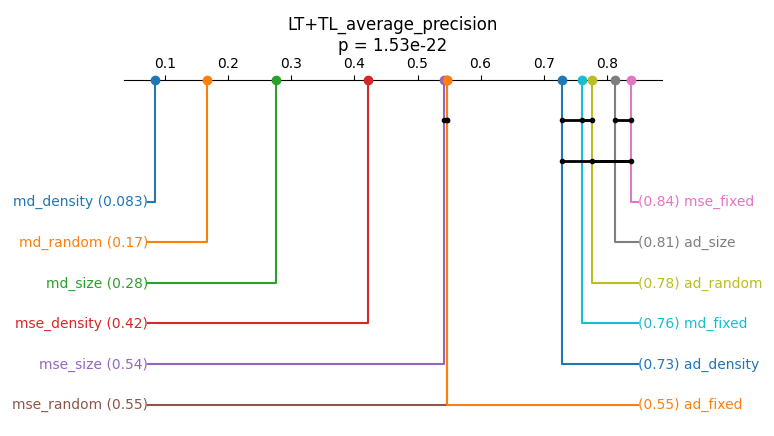 LT+TL_average_precision
p = 1.53e-22
0.1 0.2 0.3 0.4 0.5 0.6 0.7 0.8
md_density (0.083) (0.84) mse_fixed
md_random (0.17) (0.81) ad_size
md_size (0.28) (0.78) ad_random
mse_density (0.42) (0.76) md_fixed
mse_size (0.54) (0.73) ad_density
mse_random (0.55) (0.55) ad_fixed